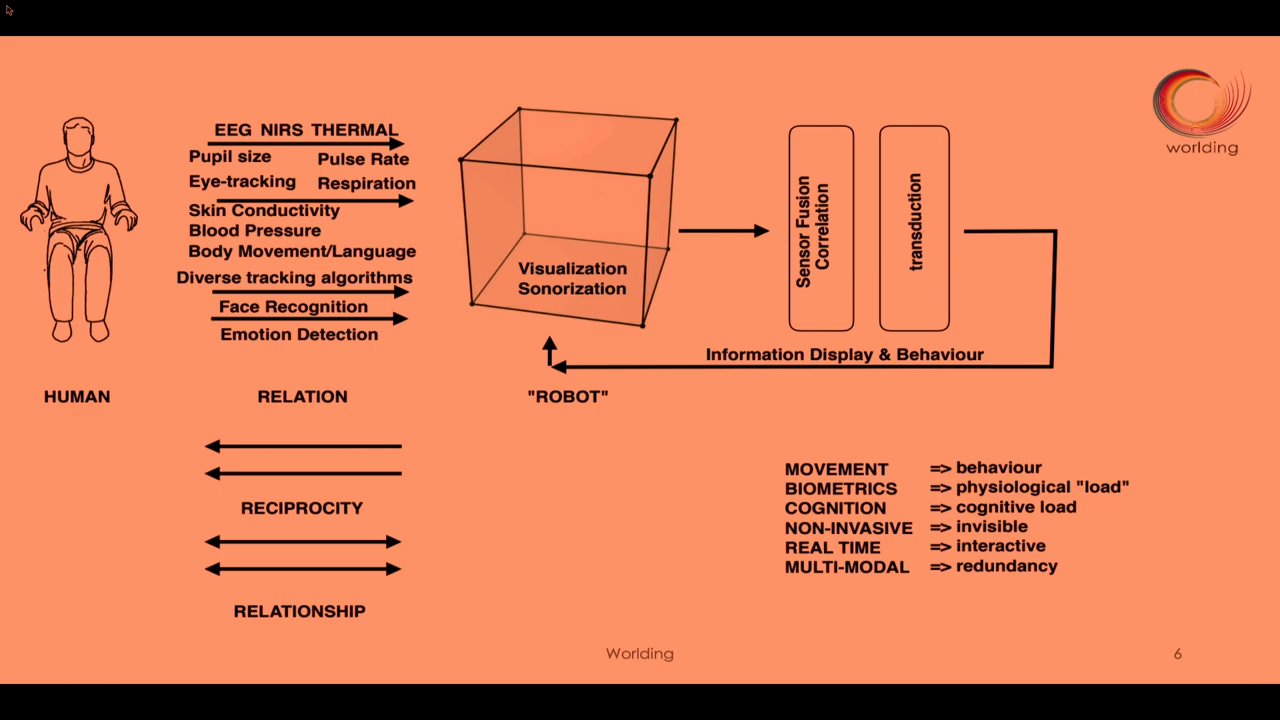 worlding
EEG NIRS THERMAL
Pupil size
Pulse Rate
Eye-tracking
Respiration
Skin Conductivity
Blood Pressure
Body Movement/Language
Diverse tracking algorithms
Face Recognition
Emotion Detection
Visualization
Sonorization
Sensor Fusion
Correlation
transduction
Information Display & Behaviour
HUMAN
RELATION
"ROBOT"
RECIPROCITY
RELATIONSHIP
MOVEMENT => behaviour
BIOMETRICS => physiological "load"
COGNITION => cognitive load
NON-INVASIVE => invisible
REAL TIME => interactive
MULTI-MODAL => redundancy
Worlding
6